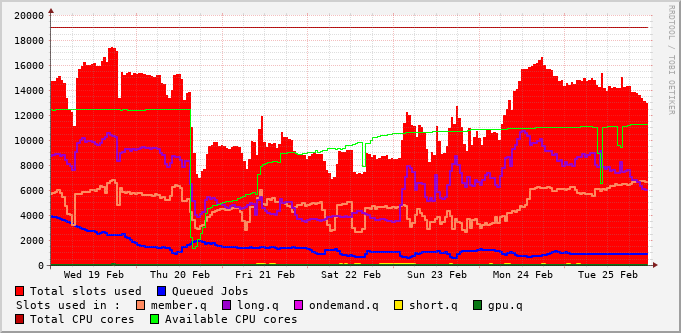 RRDTOOL / TOBI OETIKER
20000
18000
16000
14000
12000
10000
8000
6000
4000
2000
0
Wed 19 Feb Thu 20 Feb Fri 21 Feb Sat 22 Feb Sun 23 Feb Mon 24 Feb Tue 25 Feb
Total slots used Queued Jobs
Slots used in : member.q long.q ondemand.q short.q gpu.q
Total CPU cores Available CPU cores